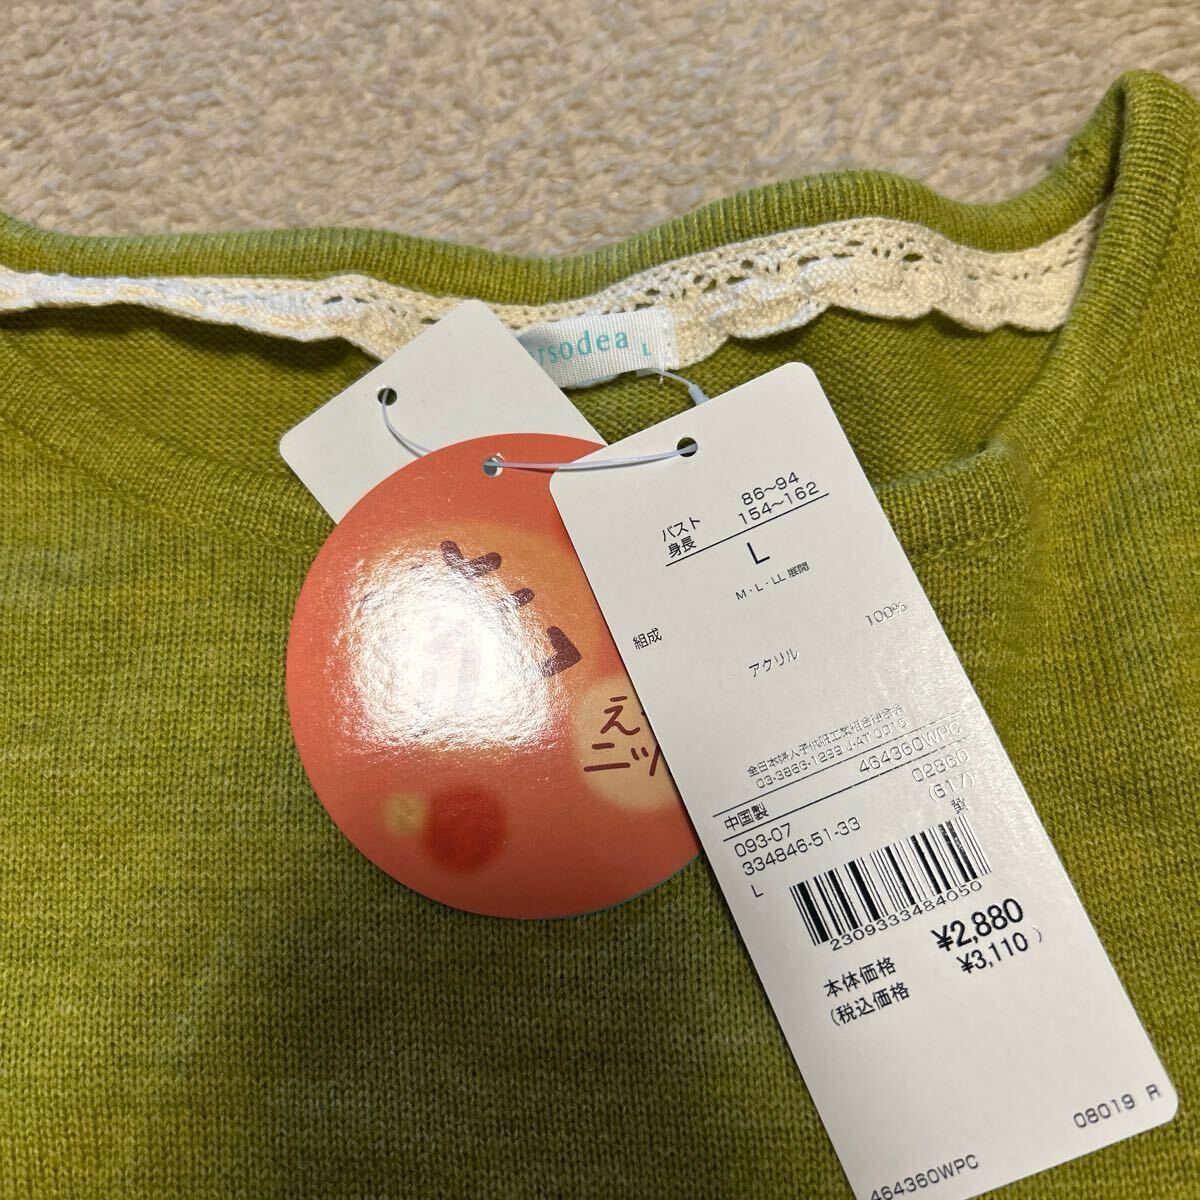 rsodea
L
バスト 86～94
身長 154～162
L
M・L・LL 展開
組成
アクリル 100%
全日本婦人子供服工業組合連合会
03-3866-1299 J-AT 0015
464360WPC
中国製 02860
093-07 (617)
334846-51-33
L
2309333484050
本体価格 ¥2,880
(税込価格 ¥3,110)
08019 R
464360WPC
え
ニッ